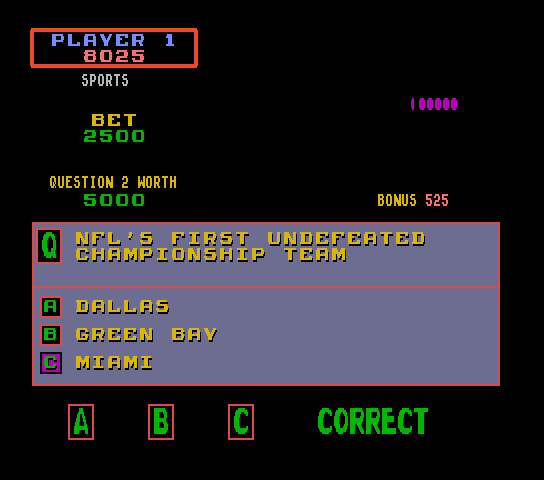 PLAYER 1
8025
SPORTS
BET
2500
QUESTION 2 WORTH
5000
BONUS 525
Q NFL'S FIRST UNDEFEATED
CHAMPIONSHIP TEAM
A DALLAS
B GREEN BAY
C MIAMI
A B C CORRECT